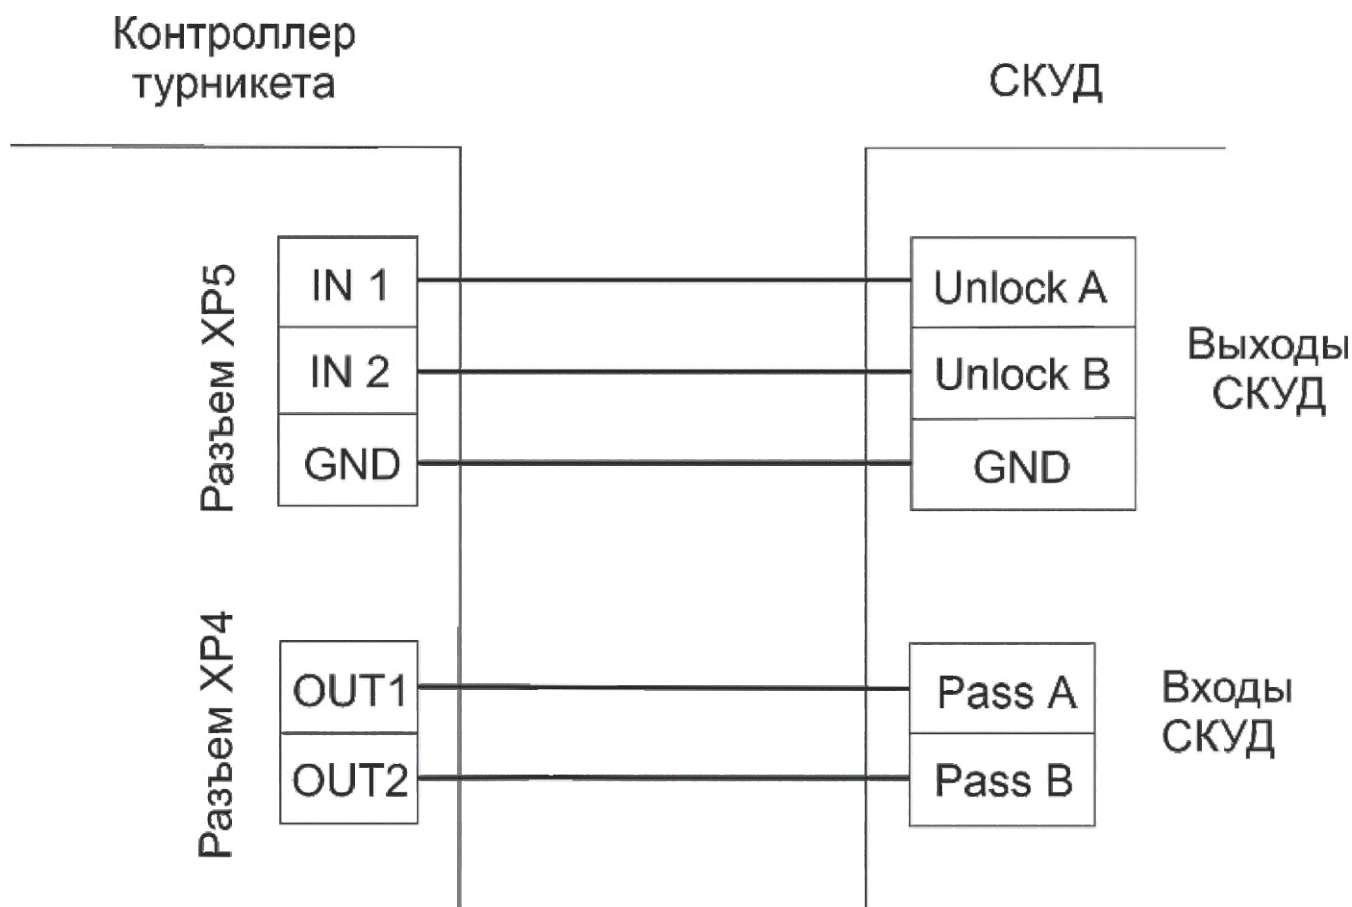 Контроллер
турникета
СКУД
Разъем XP5
IN 1
IN 2
GND
Unlock A
Unlock B
GND
Выходы
СКУД
Разъем XP4
OUT1
OUT2
Pass A
Pass B
Входы
СКУД